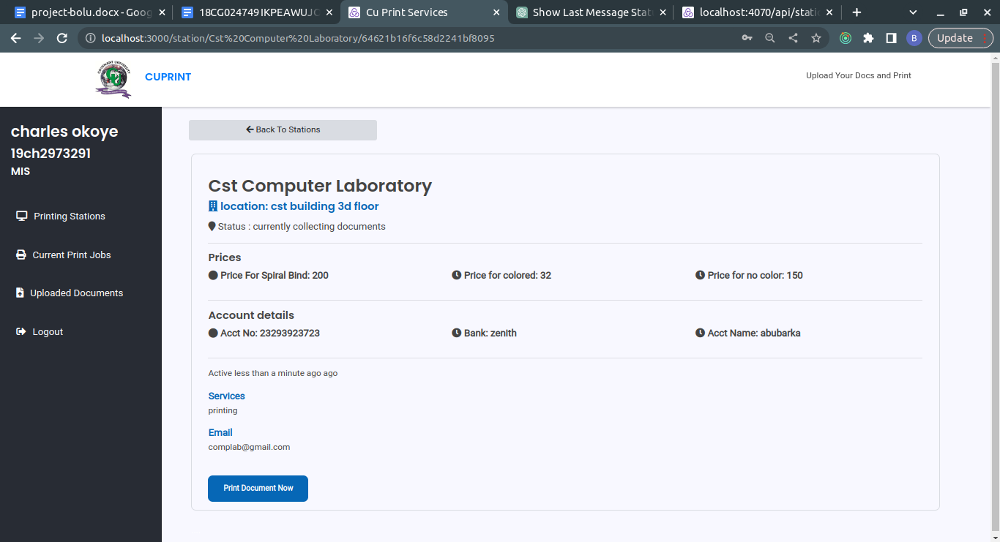 project-bolu.docx - Goog
18CG024749 IKPEAWUJC
Cu Print Services
Show Last Message Stat
localhost:4070/api/statio
localhost:3000/station/Cst%20Computer%20Laboratory/64621b16f6c58d2241bf8095
B
Update
COVENANT UNIVERSITY
CUPRINT
Upload Your Docs and Print
charles okoye
19ch2973291
MIS
Printing Stations
Current Print Jobs
Uploaded Documents
Logout
Back To Stations
Cst Computer Laboratory
location: cst building 3d floor
Status : currently collecting documents
Prices
Price For Spiral Bind: 200
Price for colored: 32
Price for no color: 150
Account details
Acct No: 23293923723
Bank: zenith
Acct Name: abubarka
Active less than a minute ago ago
Services
printing
Email
complab@gmail.com
Print Document Now